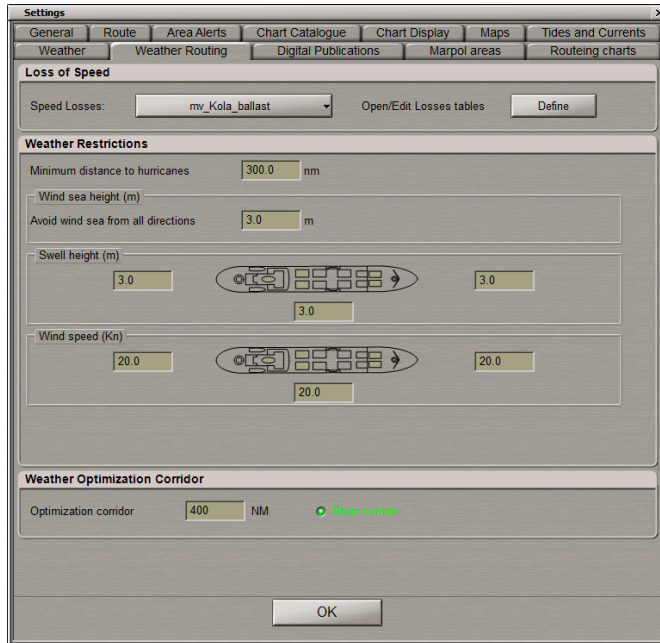 Settings
General Route Area Alerts Chart Catalogue Chart Display Maps Tides and Currents
Weather Weather Routing Digital Publications Marpol areas Routeing charts
Loss of Speed
Speed Losses: mv_Kola_ballast Open/Edit Losses tables Define
Weather Restrictions
Minimum distance to hurricanes 300.0 nm
Wind sea height (m)
Avoid wind sea from all directions 3.0 m
Swell height (m)
3.0 3.0
3.0
Wind speed (Kn)
20.0 20.0
20.0
Weather Optimization Corridor
Optimization corridor 400 NM Show corridor
OK